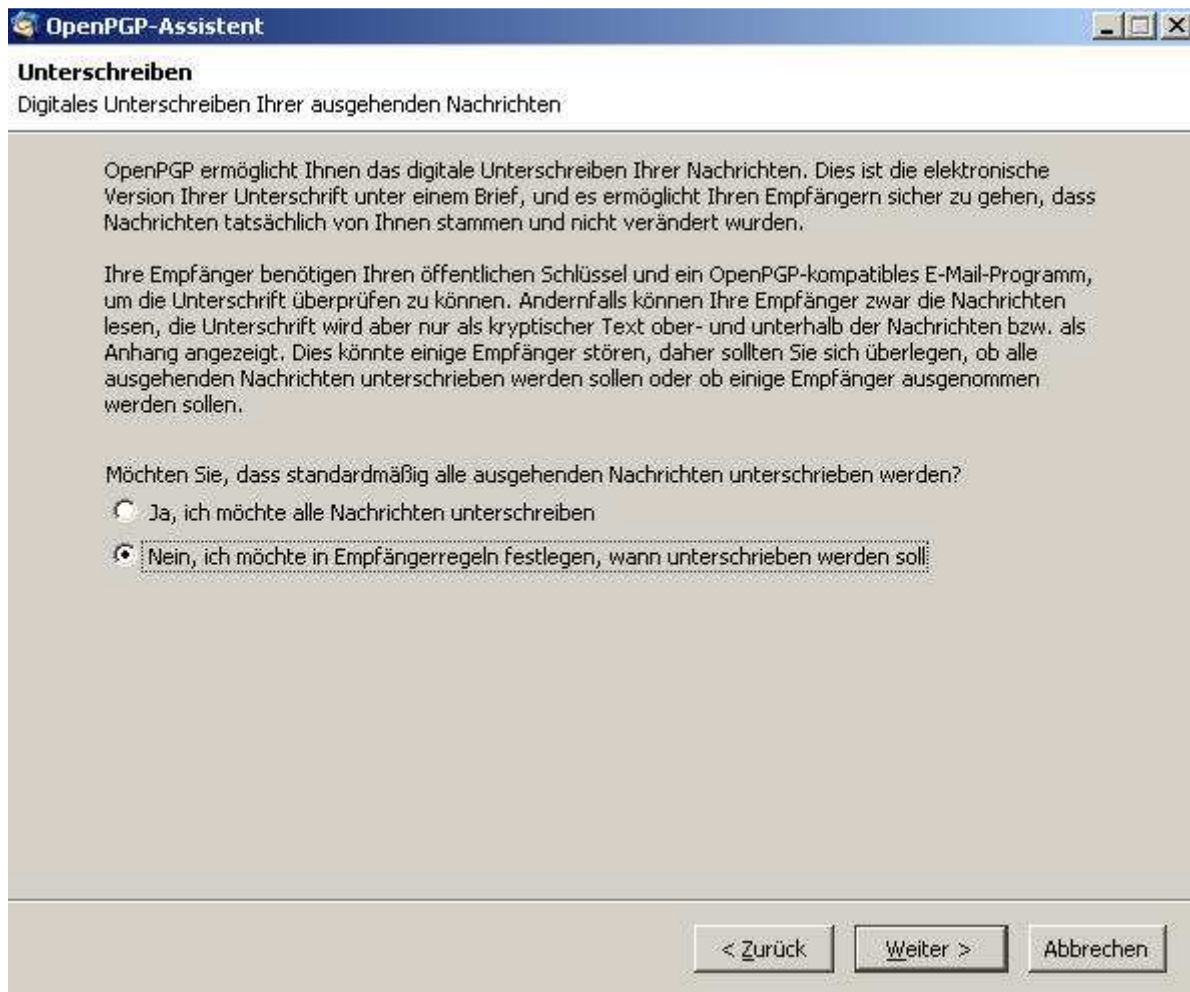 OpenPGP-Assistent
Unterschreiben
Digitales Unterschreiben Ihrer ausgehenden Nachrichten
OpenPGP ermöglicht Ihnen das digitale Unterschreiben Ihrer Nachrichten. Dies ist die elektronische
Version Ihrer Unterschrift unter einem Brief, und es ermöglicht Ihren Empfängern sicher zu gehen, dass
Nachrichten tatsächlich von Ihnen stammen und nicht verändert wurden.
Ihre Empfänger benötigen Ihren öffentlichen Schlüssel und ein OpenPGP-kompatibles E-Mail-Programm,
um die Unterschrift überprüfen zu können. Andernfalls können Ihre Empfänger zwar die Nachrichten
lesen, die Unterschrift wird aber nur als kryptischer Text ober- und unterhalb der Nachrichten bzw. als
Anhang angezeigt. Dies könnte einige Empfänger stören, daher sollten Sie sich überlegen, ob alle
ausgehenden Nachrichten unterschrieben werden sollen oder ob einige Empfänger ausgenommen
werden sollen.
Möchten Sie, dass standardmäßig alle ausgehenden Nachrichten unterschrieben werden?
Ja, ich möchte alle Nachrichten unterschreiben
Nein, ich möchte in Empfängerregeln festlegen, wann unterschrieben werden soll
< Zurück
Weiter >
Abbrechen